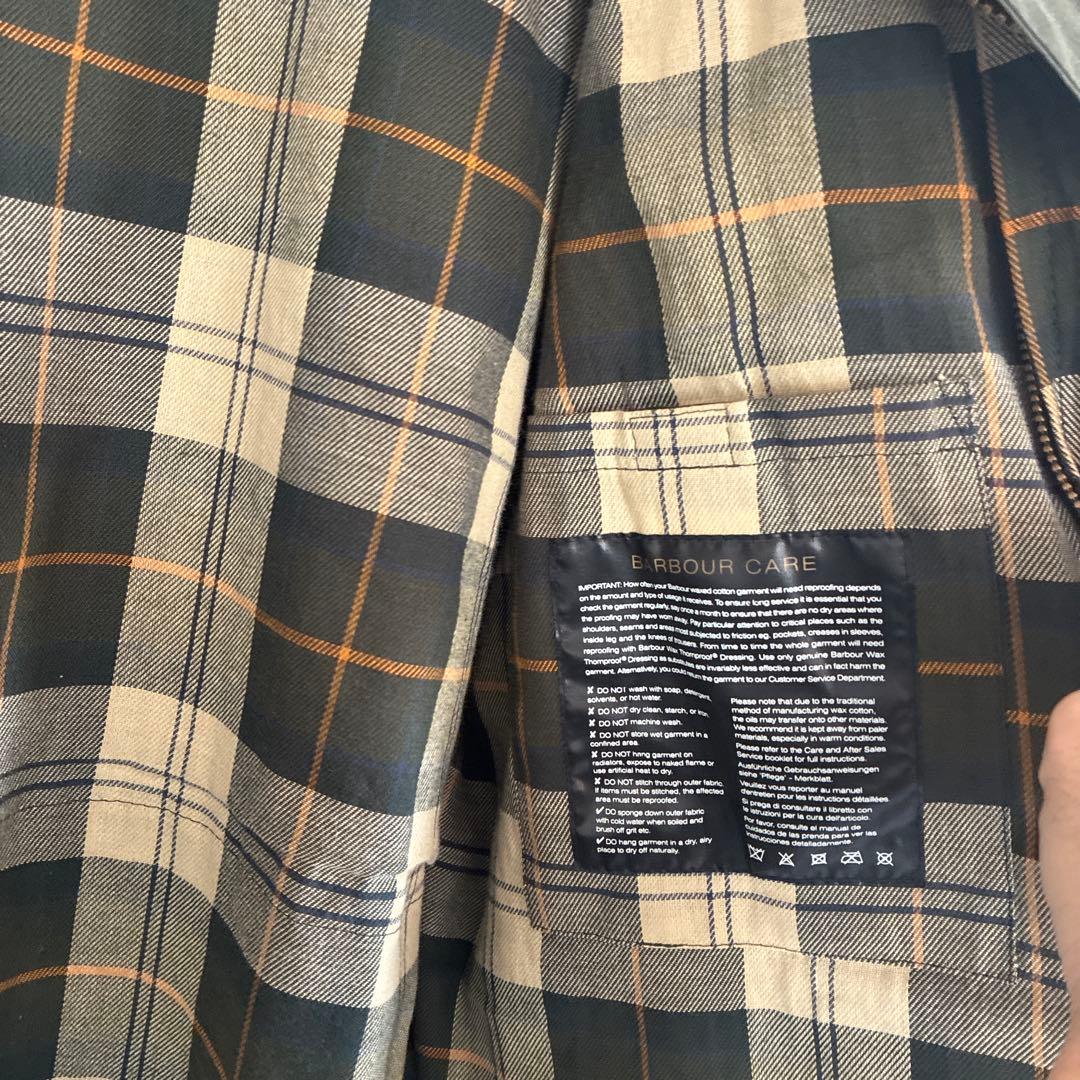 BARBOUR CARE
IMPORTANT: How often your Barbour waxed cotton garment will need reproofing depends
on the amount and type of usage it receives. To ensure long service it is essential that you
check the garment regularly, say once a month to ensure that there are no dry areas where
the proofing may have worn away. Pay particular attention to critical places such as the
shoulders, seams and areas most subjected to friction eg. pockets, creases in sleeves,
inside leg and the knees of trousers. From time to time the whole garment will need
reproofing with Barbour Wax Thornproof® Dressing. Use only genuine Barbour Wax
Thornproof® Dressing as substitutes are invariably less effective and can in fact harm the
garment. Alternatively, you could return the garment to our Customer Service Department.
✗ DO NOT wash with soap, detergent,
solvents, or hot water.
✗ DO NOT dry clean, starch, or iron.
✗ DO NOT machine wash.
✗ DO NOT store wet garment in a
confined area.
✗ DO NOT hang garment on
radiators, expose to naked flame or
use artificial heat to dry.
✗ DO NOT stitch through outer fabric.
If items must be stitched, the affected
area must be reproofed.
✓ DO sponge down outer fabric
with cold water when soiled and
brush off grit etc.
✓ DO hang garment in a dry, airy
place to dry off naturally.
Please note that due to the traditional
method of manufacturing wax cotton,
the oils may transfer onto other materials.
We recommend it is kept away from paler
materials, especially in warm conditions.
Please refer to the Care and After Sales
Service booklet for full instructions.
Ausführliche Gebrauchsanweisungen
siehe 'Pflege' - Merkblatt.
Veuillez vous reporter au manuel
d'entretien pour les instructions détaillées.
Si prega di consultare il libretto con
le istruzioni per la cura dell'articolo.
Por favor, consulte el manual de
cuidados de las prenda para ver las
instrucciones detalladamente.